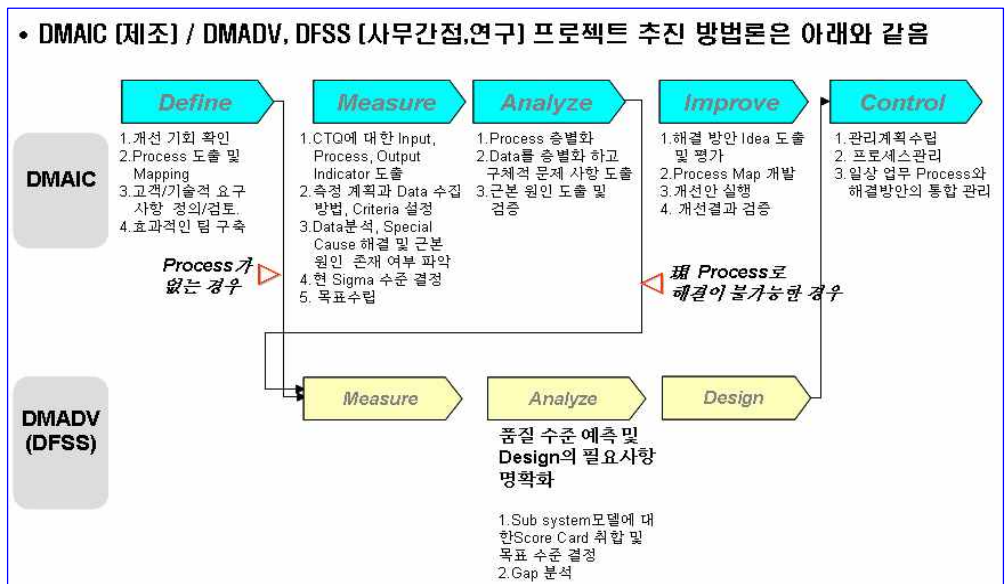 • DMAIC [제조] / DMADV, DFSS [사무간접,연구] 프로젝트 추진 방법론은 아래와 같음
Define
Measure
Analyze
Improve
Control
DMAIC
1.개선 기회 확인
2.Process 도출 및
Mapping
3.고객/기술적 요구
사항 정의/검토.
4.효과적인 팀 구축
1.CTQ에 대한 Input,
Process, Output
Indicator 도출
2.측정 계획과 Data 수집
방법, Criteria 설정
3.Data분석, Special
Cause 해결 및 근본
원인 존재 여부 파악
4.현 Sigma 수준 결정
5. 목표수립
1.Process 층별화
2.Data를 층별화 하고
구체적 문제 사항 도출
3.근본 원인 도출 및
검증
1.해결 방안 Idea 도출
및 평가
2.Process Map 개발
3.개선안 실행
4. 개선결과 검증
1.관리계획수립
2. 프로세스관리
3.일상 업무 Process와
해결방안의 통합 관리
Process가
없는 경우
現 Process로
해결이 불가능한 경우
DMADV
(DFSS)
Measure
Analyze
Design
품질 수준 예측 및
Design의 필요사항
명확화
1.Sub system모델에 대
한Score Card 취합 및
목표 수준 결정
2.Gap 분석